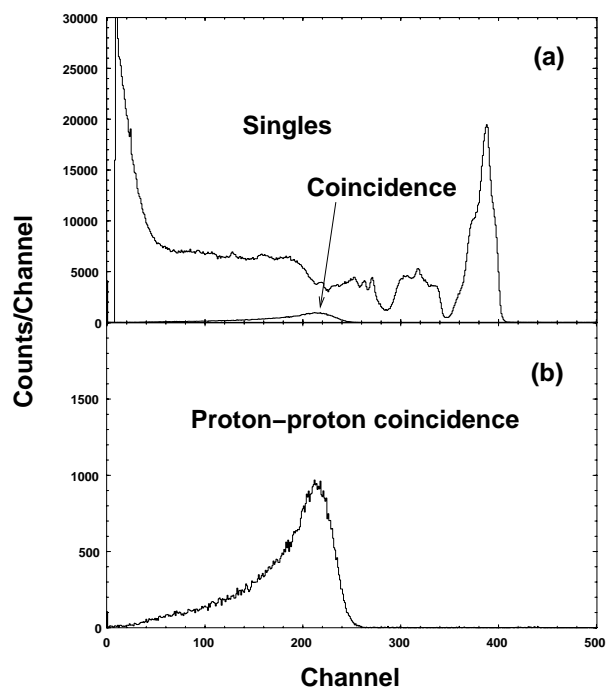 30000
25000
20000
15000
10000
5000
0
(a)
Singles
Coincidence
Counts/Channel
1500
1000
500
0
(b)
Proton−proton coincidence
0 100 200 300 400 500
Channel